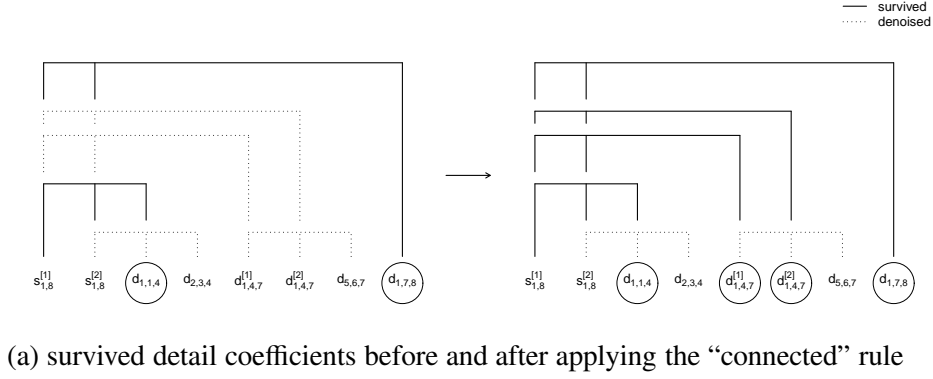 survived
denoised
s[1]1,8 s[2]1,8 d1,1,4 d2,3,4 d[1]1,4,7 d[2]1,4,7 d5,6,7 d1,7,8 s[1]1,8 s[2]1,8 d1,1,4 d2,3,4 d[1]1,4,7 d[2]1,4,7 d5,6,7 d1,7,8
(a) survived detail coefficients before and after applying the “connected” rule